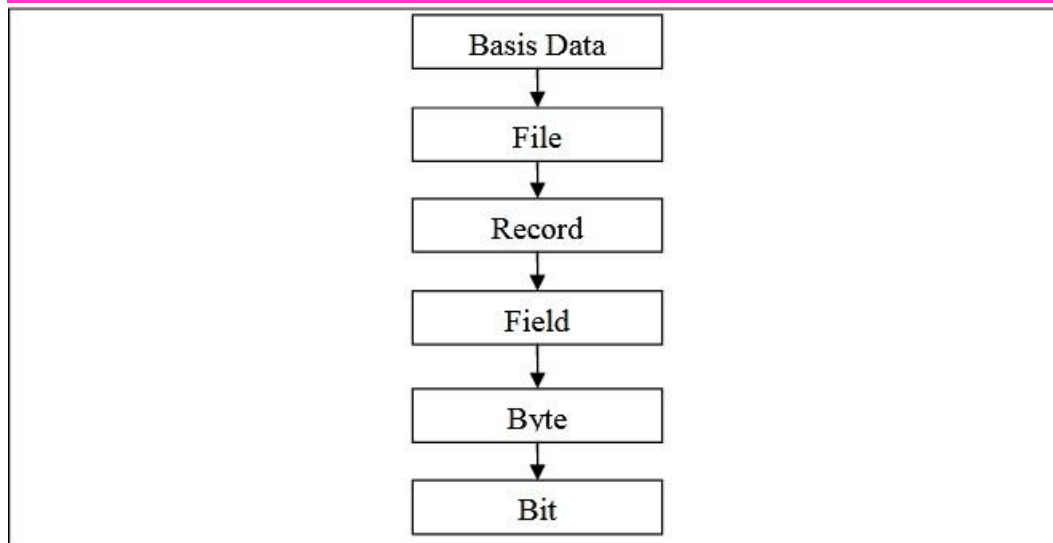 Basis Data
File
Record
Field
Byte
Bit